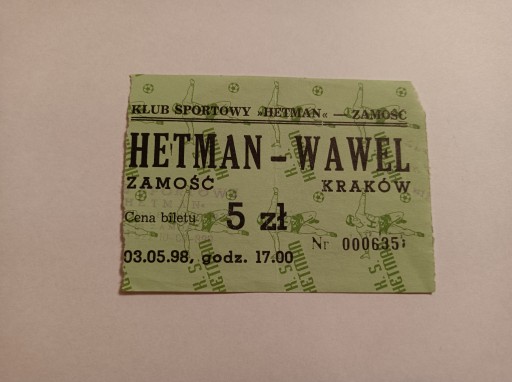 KLUB SPORTOWY »HETMAN« — ZAMOŚĆ
HETMAN – WAWEL
ZAMOŚĆ KRAKÓW
Cena biletu 5 zł
Nr 000635
03.05.98, godz. 17.00